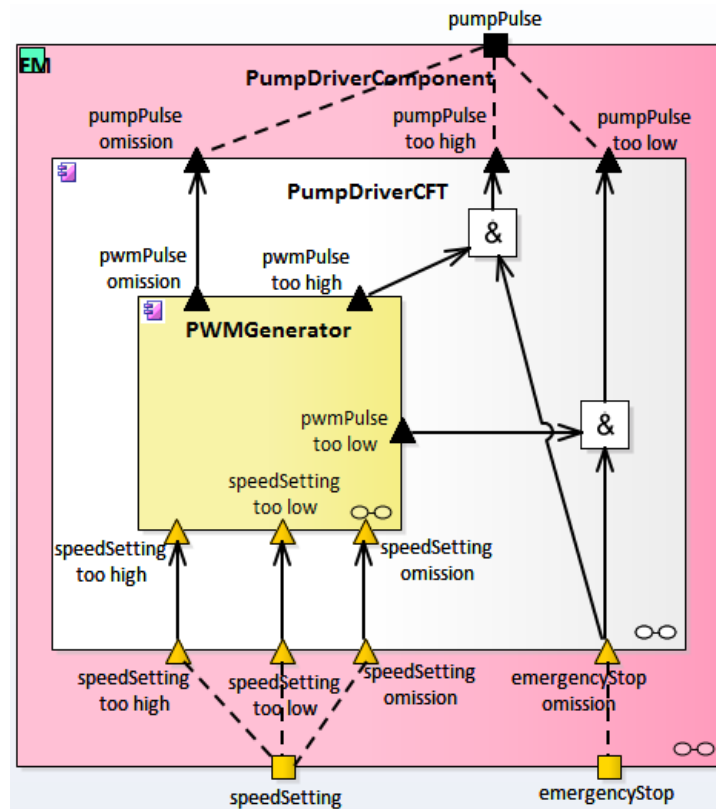 pumpPulse
EM
PumpDriverComponent
pumpPulse
omission
pumpPulse
too high
pumpPulse
too low
PumpDriverCFT
&
pwmPulse
omission
pwmPulse
too high
PWMGenerator
pwmPulse
too low
&
speedSetting
too low
speedSetting
too high
speedSetting
omission
speedSetting
too high
speedSetting
too low
speedSetting
omission
emergencyStop
omission
speedSetting
emergencyStop